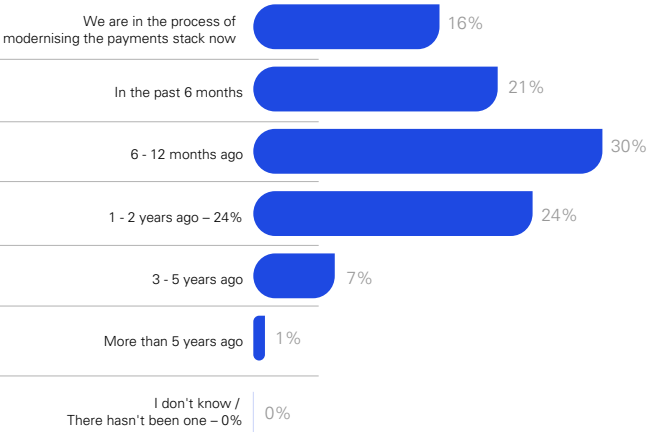 We are in the process of
modernising the payments stack now
16%
In the past 6 months
21%
6 - 12 months ago
30%
1 - 2 years ago – 24%
24%
3 - 5 years ago
7%
More than 5 years ago
1%
I don't know /
There hasn't been one – 0%
0%